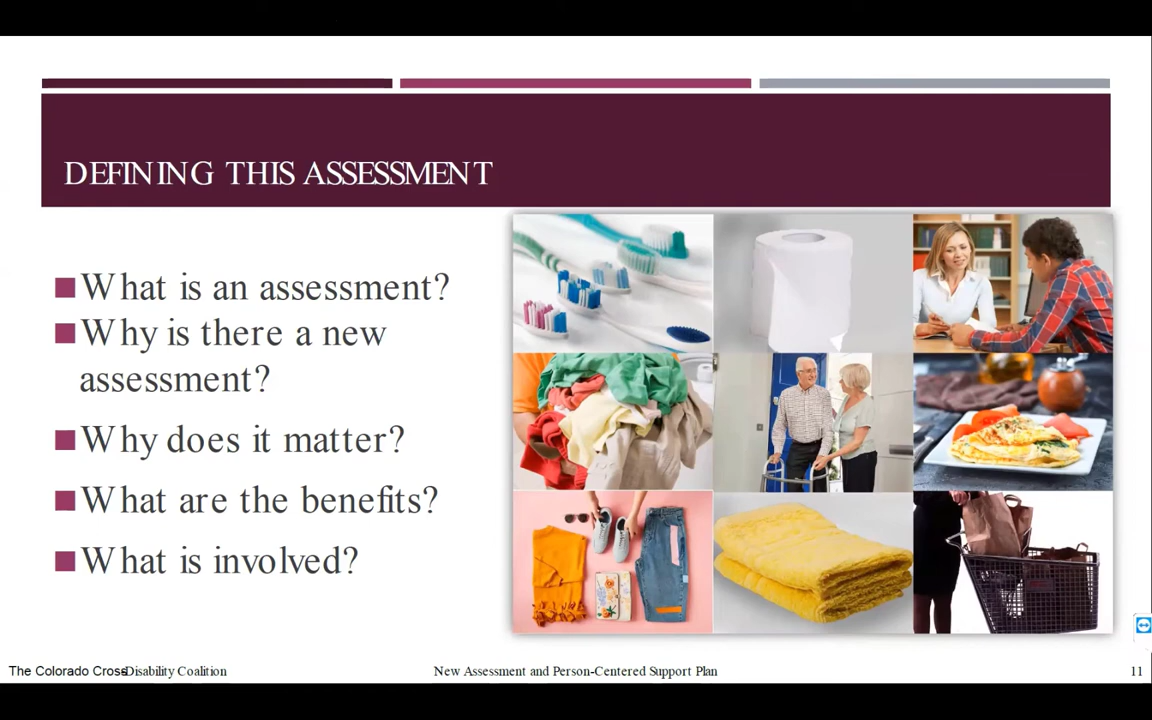 DEFINING THIS ASSESSMENT
What is an assessment?
Why is there a new
assessment?
Why does it matter?
What are the benefits?
What is involved?
The Colorado Cross-Disability Coalition
New Assessment and Person-Centered Support Plan
11